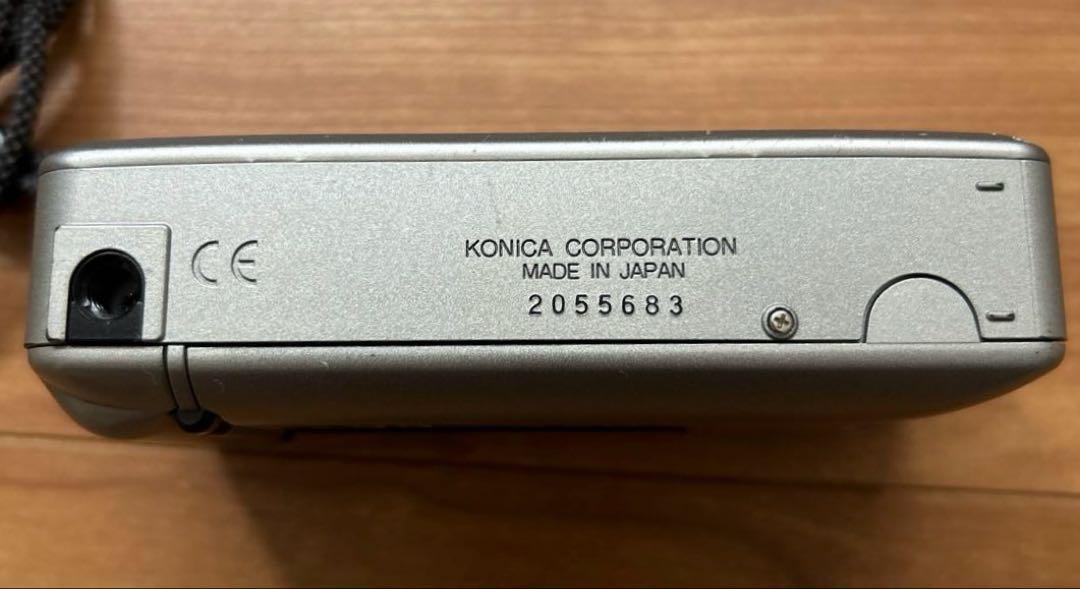 CE
KONICA CORPORATION
MADE IN JAPAN
2055683